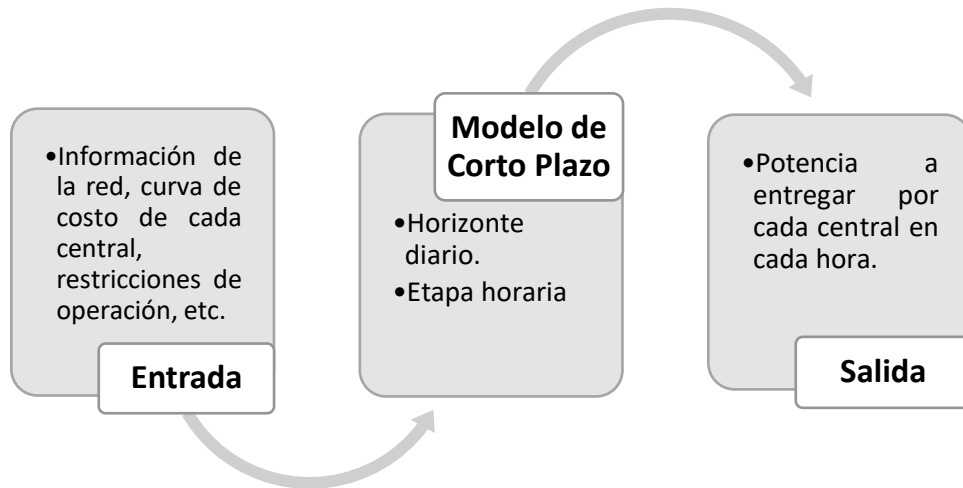 •Información de
la red, curva de
costo de cada
central,
restricciones de
operación, etc.
Entrada
Modelo de
Corto Plazo
•Horizonte
diario.
•Etapa horaria
•Potencia a
entregar por
cada central en
cada hora.
Salida